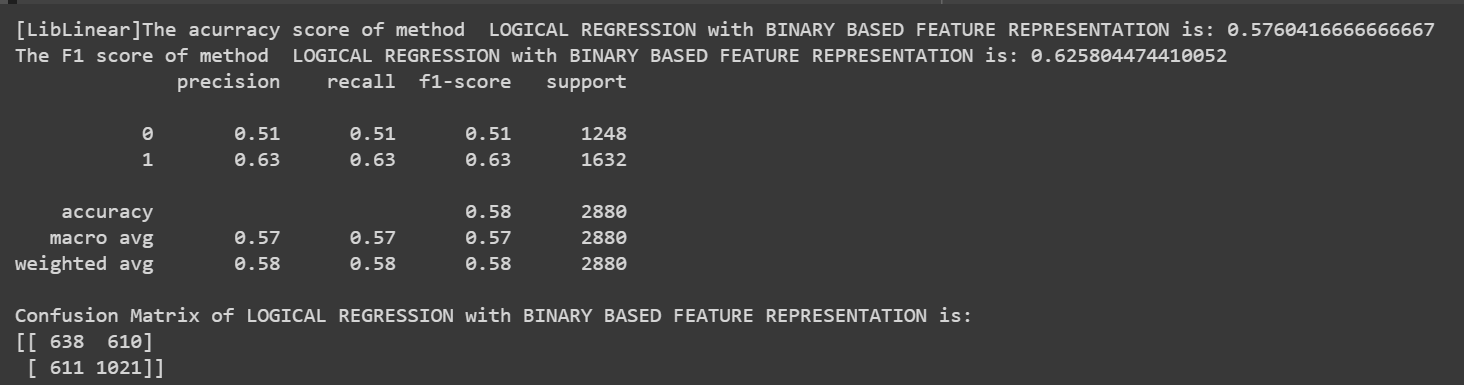 [LibLinear]The acurracy score of method  LOGICAL REGRESSION with BINARY BASED FEATURE REPRESENTATION is: 0.5760416666666667
The F1 score of method  LOGICAL REGRESSION with BINARY BASED FEATURE REPRESENTATION is: 0.625804474410052
              precision    recall  f1-score   support

           0       0.51      0.51      0.51      1248
           1       0.63      0.63      0.63      1632

    accuracy                           0.58      2880
   macro avg       0.57      0.57      0.57      2880
weighted avg       0.58      0.58      0.58      2880

Confusion Matrix of LOGICAL REGRESSION with BINARY BASED FEATURE REPRESENTATION is:
[[ 638  610]
 [ 611 1021]]